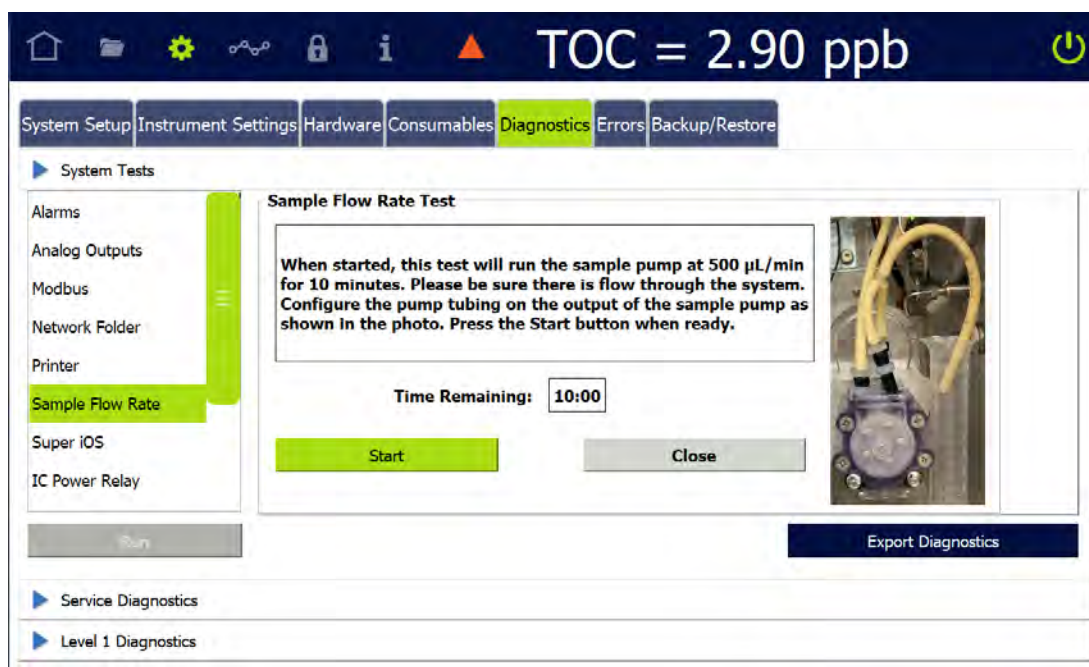 TOC = 2.90 ppb
System Setup Instrument Settings Hardware Consumables Diagnostics Errors Backup/Restore
System Tests
Alarms
Analog Outputs
Modbus
Network Folder
Printer
Sample Flow Rate
Super iOS
IC Power Relay
Sample Flow Rate Test
When started, this test will run the sample pump at 500 µL/min
for 10 minutes. Please be sure there is flow through the system.
Configure the pump tubing on the output of the sample pump as
shown in the photo. Press the Start button when ready.
Time Remaining: 10:00
Start Close
Run
Export Diagnostics
Service Diagnostics
Level 1 Diagnostics